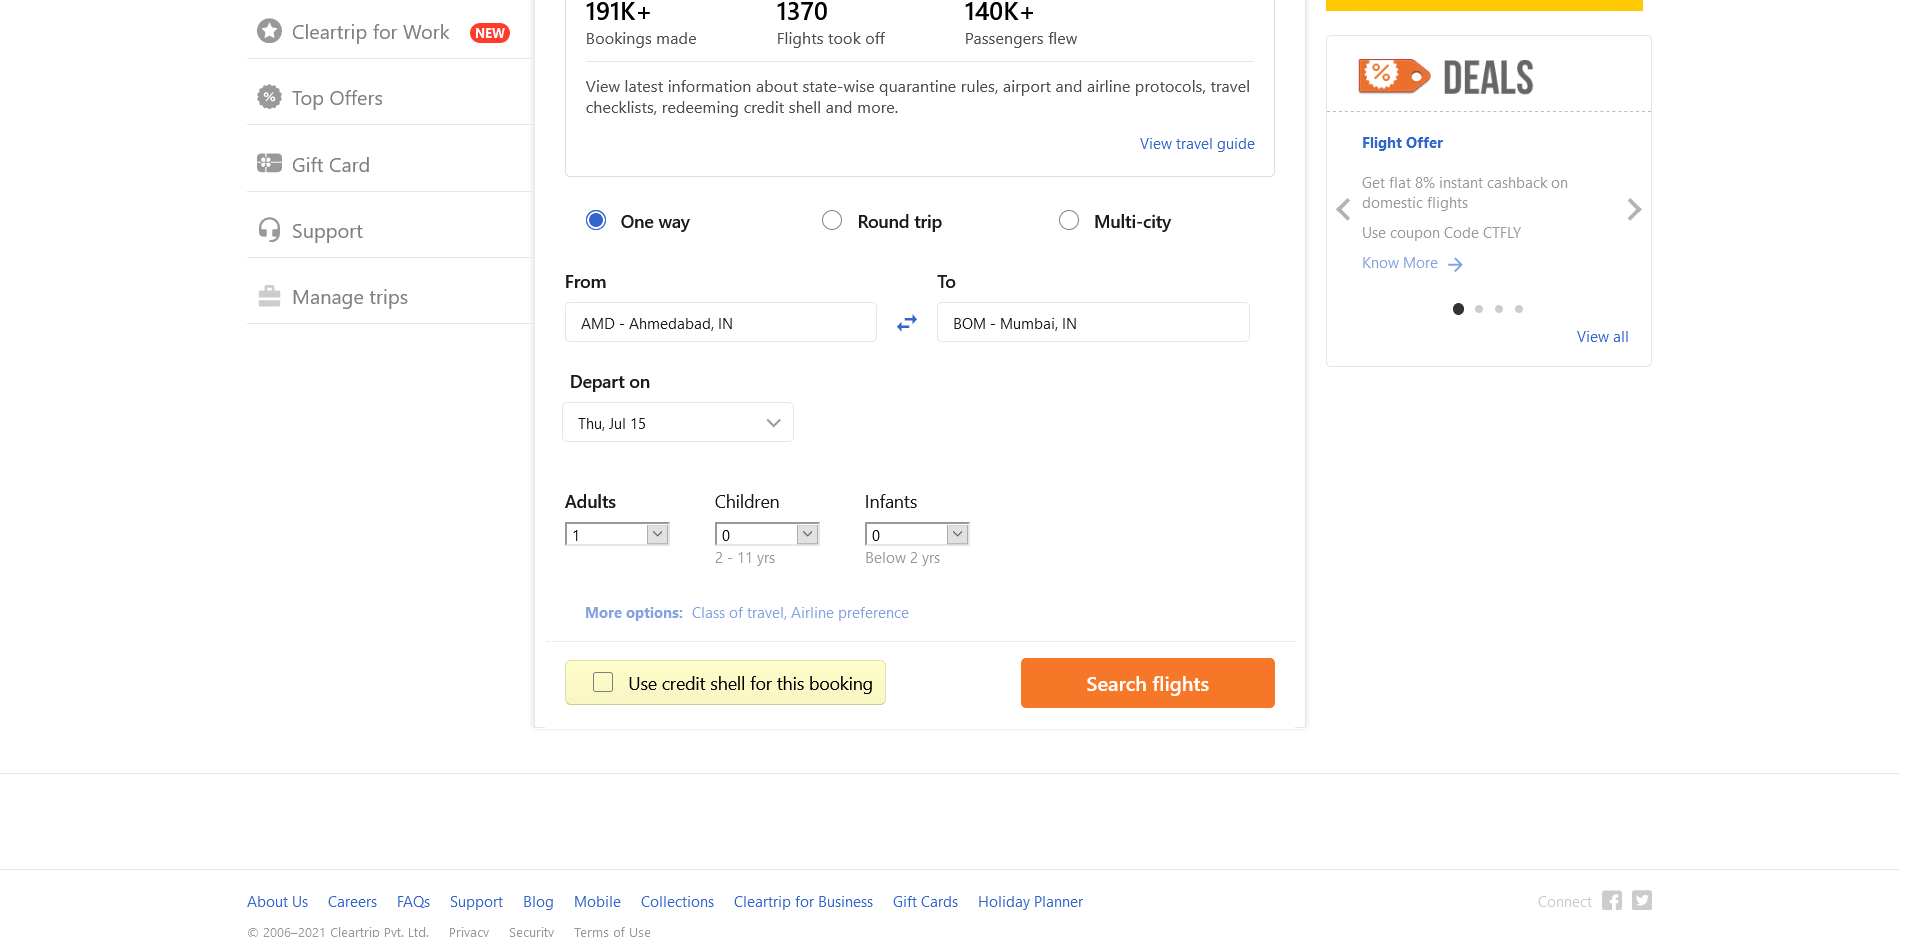 Cleartrip for Work NEW
Top Offers
Gift Card
Support
Manage trips
191K+ 1370 140K+
Bookings made Flights took off Passengers flew
View latest information about state-wise quarantine rules, airport and airline protocols, travel
checklists, redeeming credit shell and more.
View travel guide
One way Round trip Multi-city
From To
AMD - Ahmedabad, IN BOM - Mumbai, IN
Depart on
Thu, Jul 15
Adults Children Infants
1 0 0
2 - 11 yrs Below 2 yrs
More options: Class of travel, Airline preference
Use credit shell for this booking Search flights
% DEALS
Flight Offer
Get flat 8% instant cashback on
domestic flights
Use coupon Code CTFLY
Know More
View all
About Us Careers FAQs Support Blog Mobile Collections Cleartrip for Business Gift Cards Holiday Planner Connect
© 2006–2021 Cleartrip Pvt. Ltd. Privacy Security Terms of Use